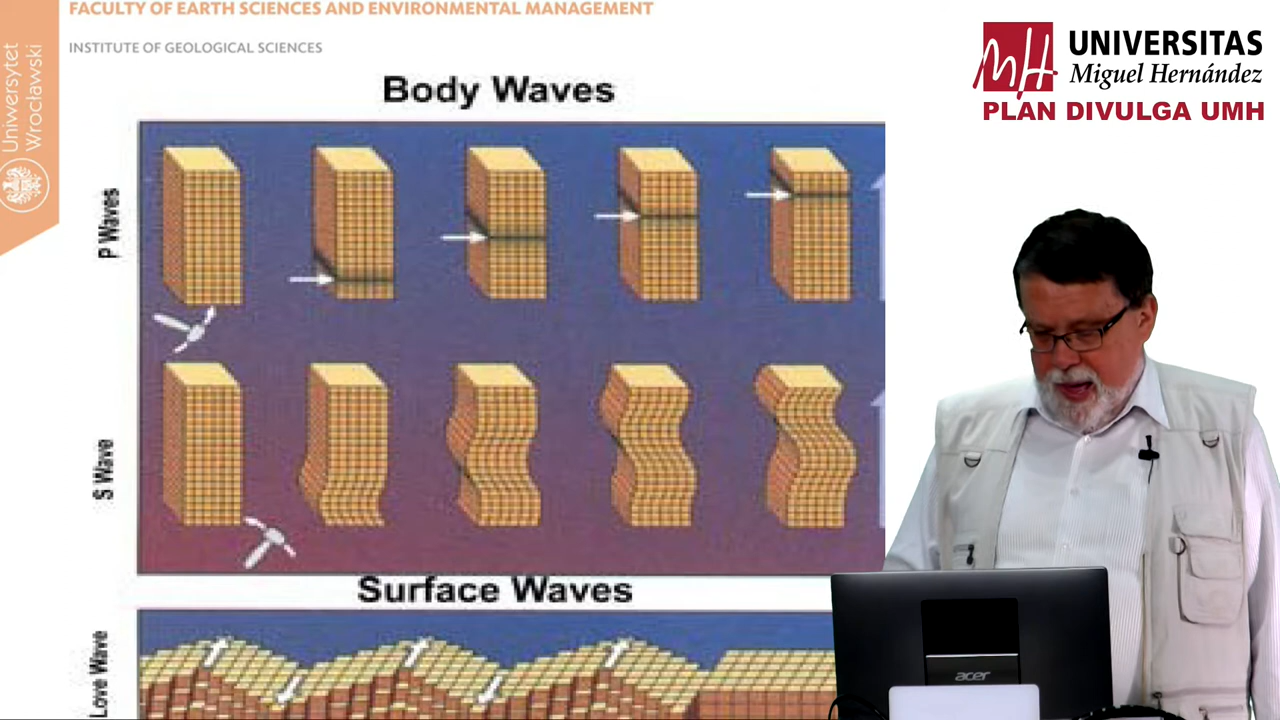 FACULTY OF EARTH SCIENCES AND ENVIRONMENTAL MANAGEMENT
INSTITUTE OF GEOLOGICAL SCIENCES
Uniwersytet
Wrocławski
UNIVERSITAS
Miguel Hernández
PLAN DIVULGA UMH
Body Waves
P Waves
S Wave
Surface Waves
Love Wave
acer